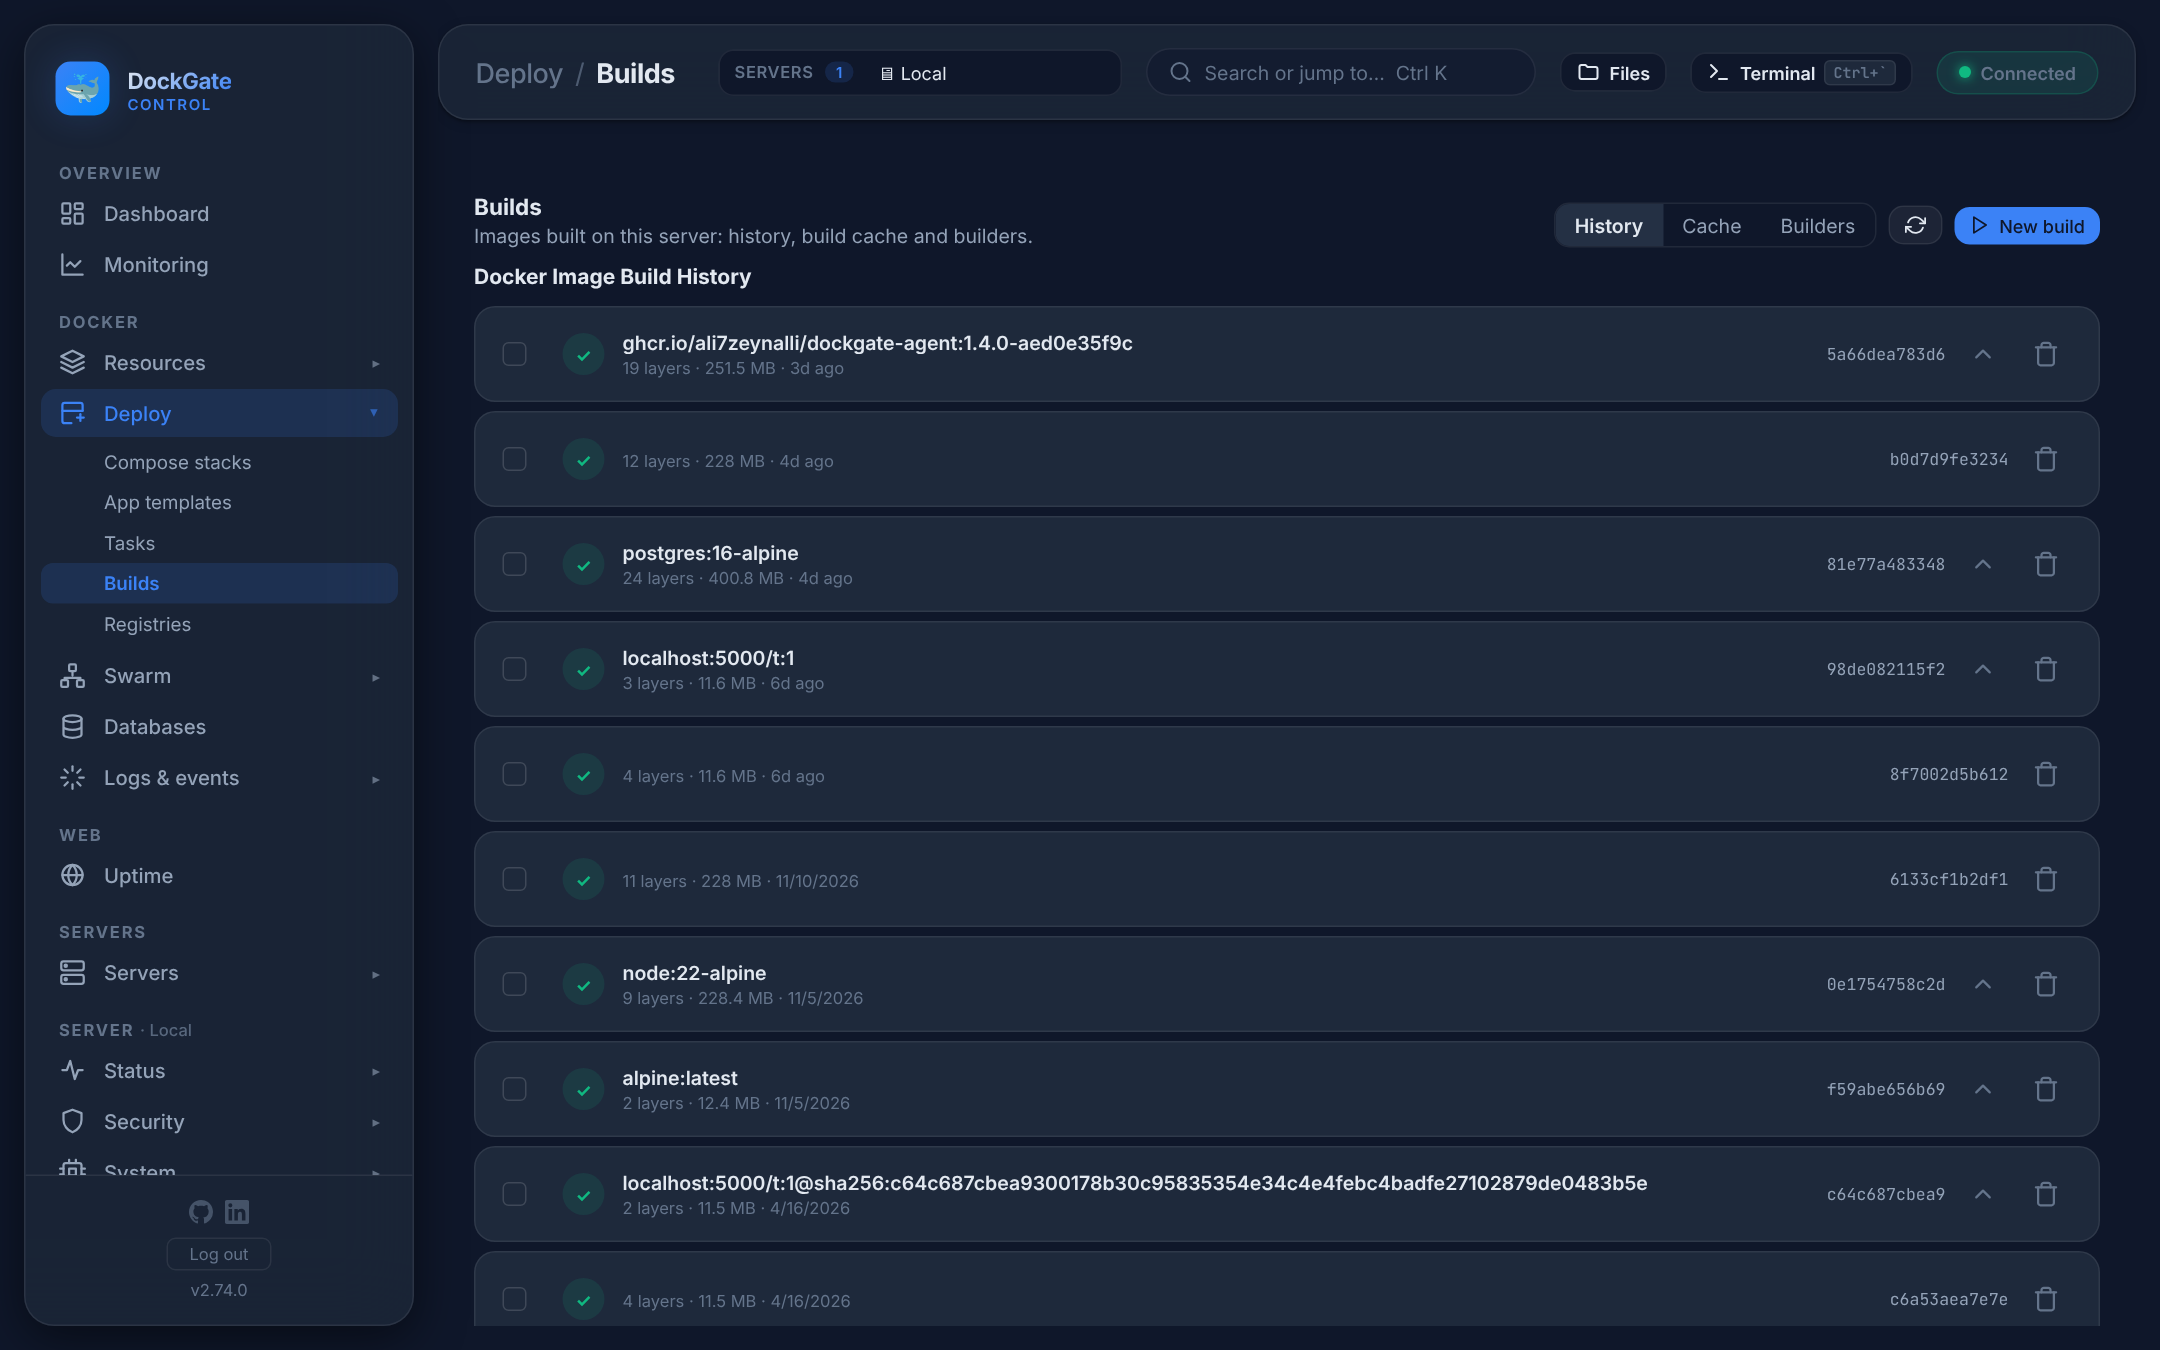 DockGate
CONTROL
OVERVIEW
Dashboard
Monitoring
DOCKER
Resources
Deploy
Compose stacks
App templates
Tasks
Builds
Registries
Swarm
Databases
Logs & events
WEB
Uptime
SERVERS
Servers
SERVER · Local
Status
Security
System
Log out
v2.74.0
Deploy / Builds
SERVERS 1 Local
Search or jump to... Ctrl K
Files
Terminal Ctrl+`
Connected
Builds
Images built on this server: history, build cache and builders.
History Cache Builders
New build
Docker Image Build History
ghcr.io/ali7zeynalli/dockgate-agent:1.4.0-aed0e35f9c
19 layers · 251.5 MB · 3d ago
5a66dea783d6
12 layers · 228 MB · 4d ago
b0d7d9fe3234
postgres:16-alpine
24 layers · 400.8 MB · 4d ago
81e77a483348
localhost:5000/t:1
3 layers · 11.6 MB · 6d ago
98de082115f2
4 layers · 11.6 MB · 6d ago
8f7002d5b612
11 layers · 228 MB · 11/10/2026
6133cf1b2df1
node:22-alpine
9 layers · 228.4 MB · 11/5/2026
0e1754758c2d
alpine:latest
2 layers · 12.4 MB · 11/5/2026
f59abe656b69
localhost:5000/t:1@sha256:c64c687cbea9300178b30c95835354e34c4e4febc4badfe27102879de0483b5e
2 layers · 11.5 MB · 4/16/2026
c64c687cbea9
4 layers · 11.5 MB · 4/16/2026
c6a53aea7e7e